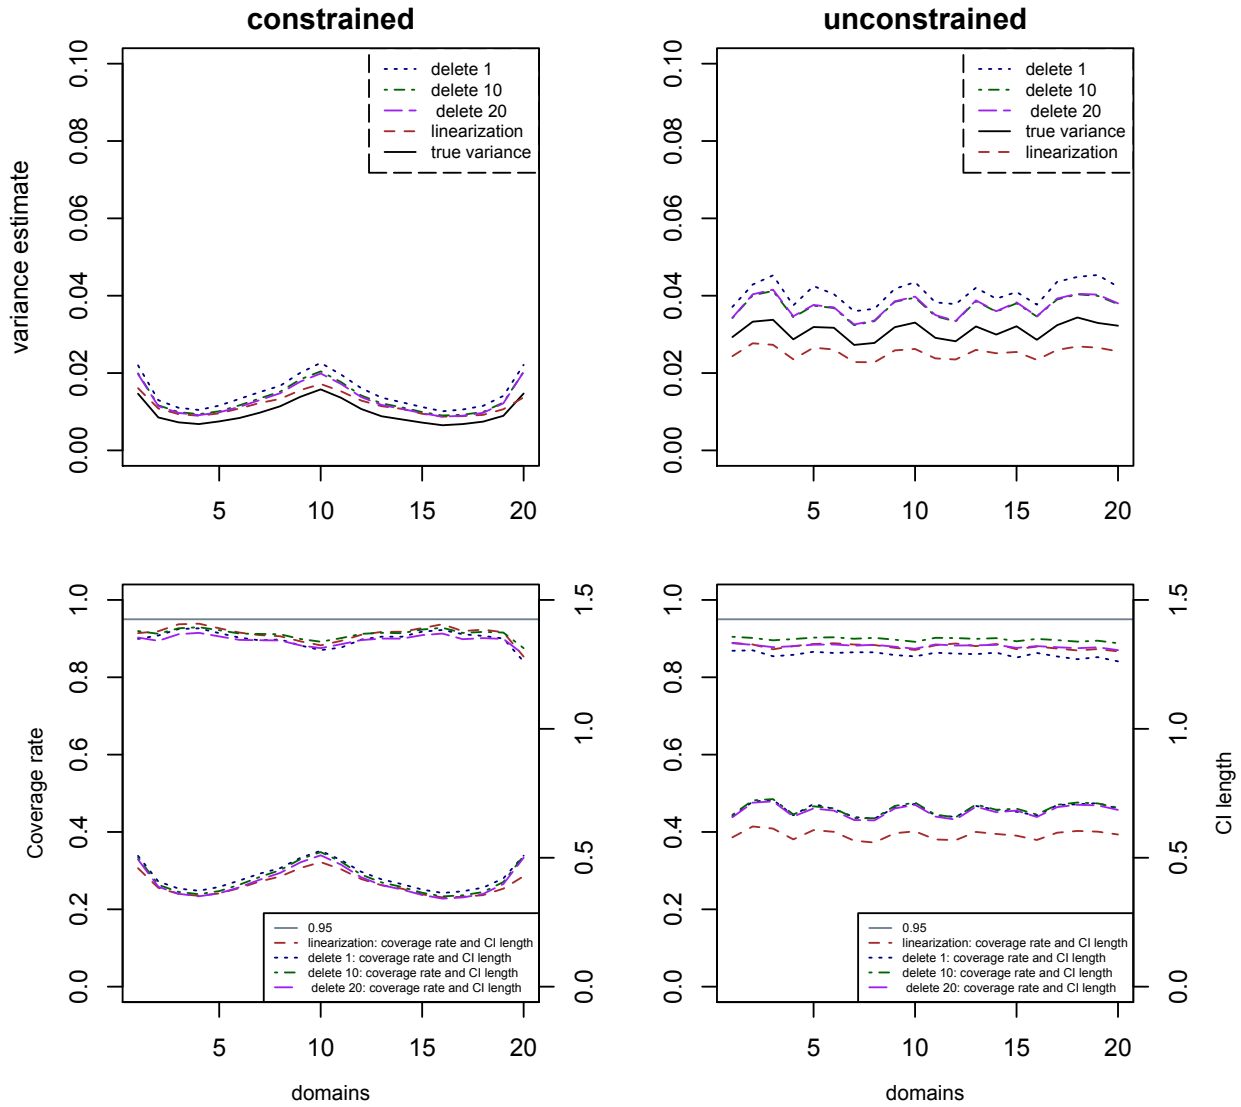 constrained
unconstrained
variance estimate
0.00 0.02 0.04 0.06 0.08 0.10
delete 1
delete 10
delete 20
linearization
true variance
5 10 15 20
0.00 0.02 0.04 0.06 0.08 0.10
delete 1
delete 10
delete 20
true variance
linearization
5 10 15 20
Coverage rate
0.0 0.2 0.4 0.6 0.8 1.0
0.0 0.5 1.0 1.5
0.95
linearization: coverage rate and CI length
delete 1: coverage rate and CI length
delete 10: coverage rate and CI length
delete 20: coverage rate and CI length
5 10 15 20
domains
0.0 0.2 0.4 0.6 0.8 1.0
0.0 0.5 1.0 1.5
CI length
0.95
linearization: coverage rate and CI length
delete 1: coverage rate and CI length
delete 10: coverage rate and CI length
delete 20: coverage rate and CI length
5 10 15 20
domains